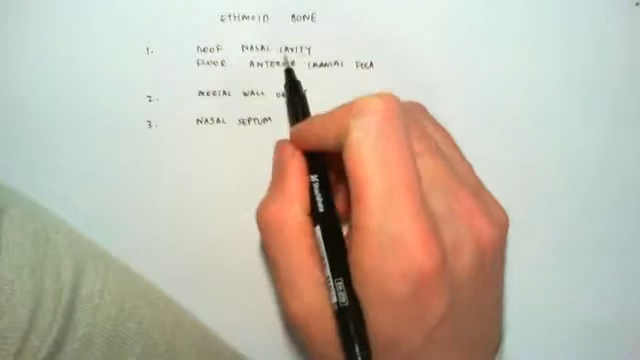 ETHMOID BONE
1. ROOF NASAL CAVITY
FLOOR ANTERIOR CRANIAL FOSA
2. MEDIAL WALL
3. NASAL SEPTUM